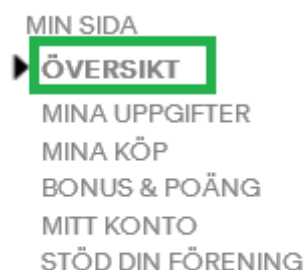 MIN SIDA
ÖVERSIKT
MINA UPPGIFTER
MINA KÖP
BONUS & POÄNG
MITT KONTO
STÖD DIN FÖRENING